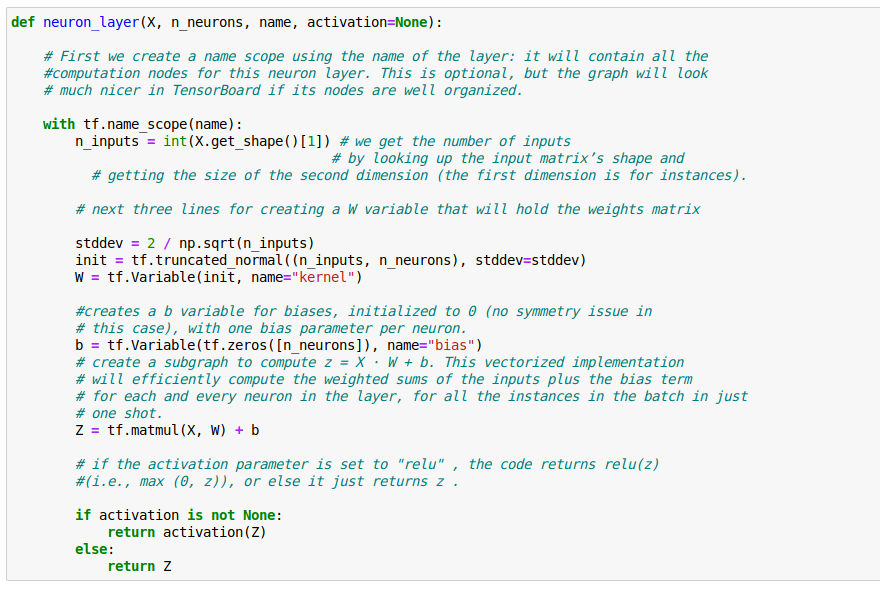 def neuron_layer(X, n_neurons, name, activation=None):
# First we create a name scope using the name of the layer: it will contain all the
#computation nodes for this neuron layer. This is optional, but the graph will look
# much nicer in TensorBoard if its nodes are well organized.
with tf.name_scope(name):
n_inputs = int(X.get_shape()[1]) # we get the number of inputs
# by looking up the input matrix’s shape and
# getting the size of the second dimension (the first dimension is for instances).
# next three lines for creating a W variable that will hold the weights matrix
stddev = 2 / np.sqrt(n_inputs)
init = tf.truncated_normal((n_inputs, n_neurons), stddev=stddev)
W = tf.Variable(init, name="kernel")
#creates a b variable for biases, initialized to 0 (no symmetry issue in
# this case), with one bias parameter per neuron.
b = tf.Variable(tf.zeros([n_neurons]), name="bias")
# create a subgraph to compute z = X · W + b. This vectorized implementation
# will efficiently compute the weighted sums of the inputs plus the bias term
# for each and every neuron in the layer, for all the instances in the batch in just
# one shot.
Z = tf.matmul(X, W) + b
# if the activation parameter is set to "relu" , the code returns relu(z)
#(i.e., max (0, z)), or else it just returns z .
if activation is not None:
return activation(Z)
else:
return Z